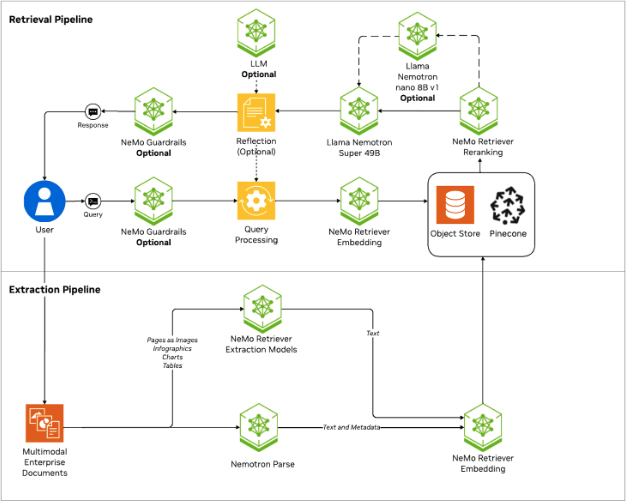 Retrieval Pipeline
LLM
Optional
Llama
Nemotron
nano 8B v1
Optional
Response
NeMo Guardrails
Optional
Reflection
(Optional)
Llama Nemotron
Super 49B
NeMo Retriever
Reranking
User
Query
NeMo Guardrails
Optional
Query
Processing
NeMo Retriever
Embedding
Object Store
Pinecone
Extraction Pipeline
Pages as Images
Infographics
Charts
Tables
NeMo Retriever
Extraction Models
Text
Multimodal
Enterprise
Documents
Nemotron Parse
Text and Metadata
NeMo Retriever
Embedding